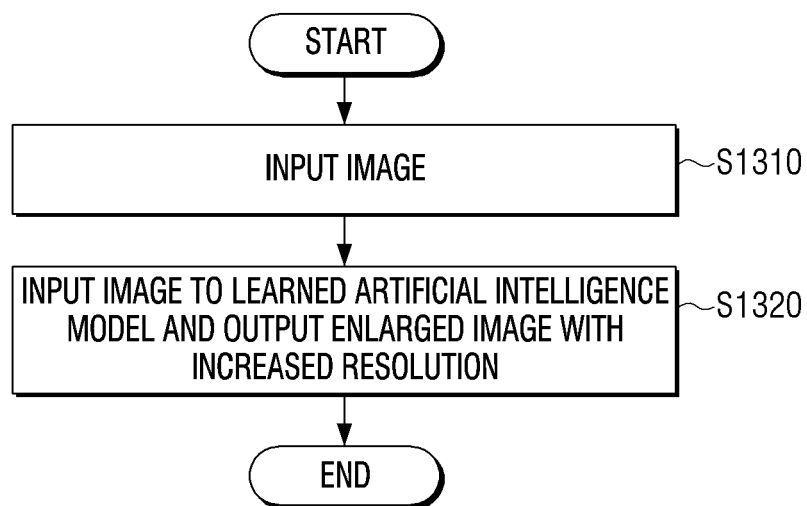 START
INPUT IMAGE
S1310
INPUT IMAGE TO LEARNED ARTIFICIAL INTELLIGENCE
MODEL AND OUTPUT ENLARGED IMAGE WITH
INCREASED RESOLUTION
S1320
END